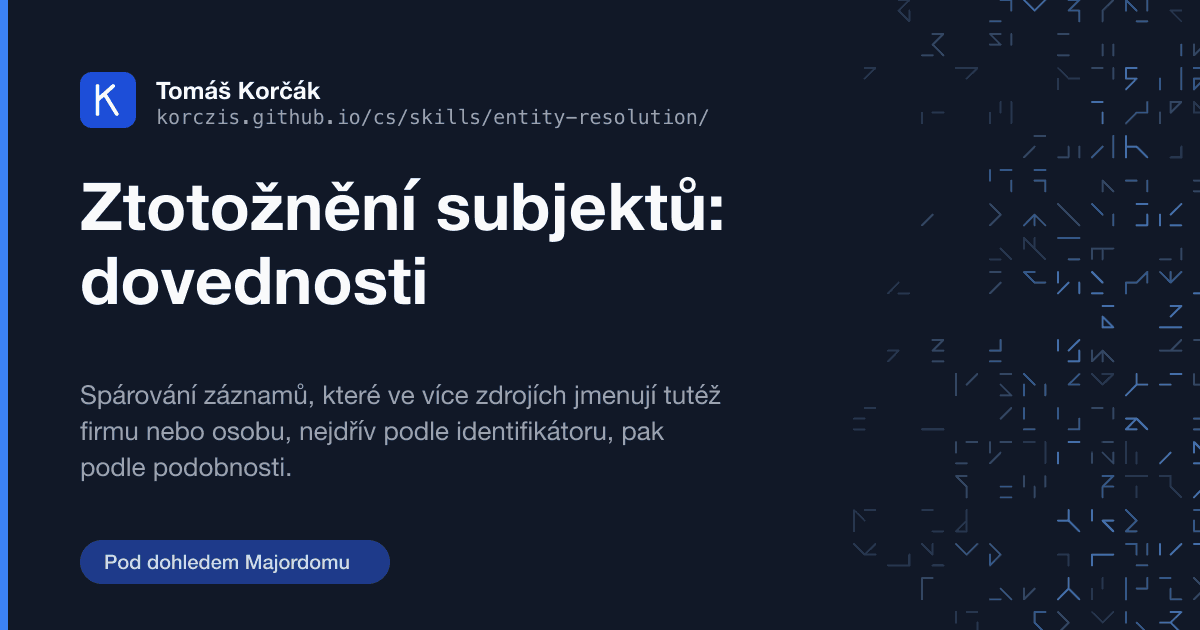 Tomáš Korčák
korczis.github.io/cs/skills/entity-resolution/
Ztotožnění subjektů:
dovednosti
Spárování záznamů, které ve více zdrojích jmenují tutéž
firmu nebo osobu, nejdřív podle identifikátoru, pak
podle podobnosti.
Pod dohledem Majordomu